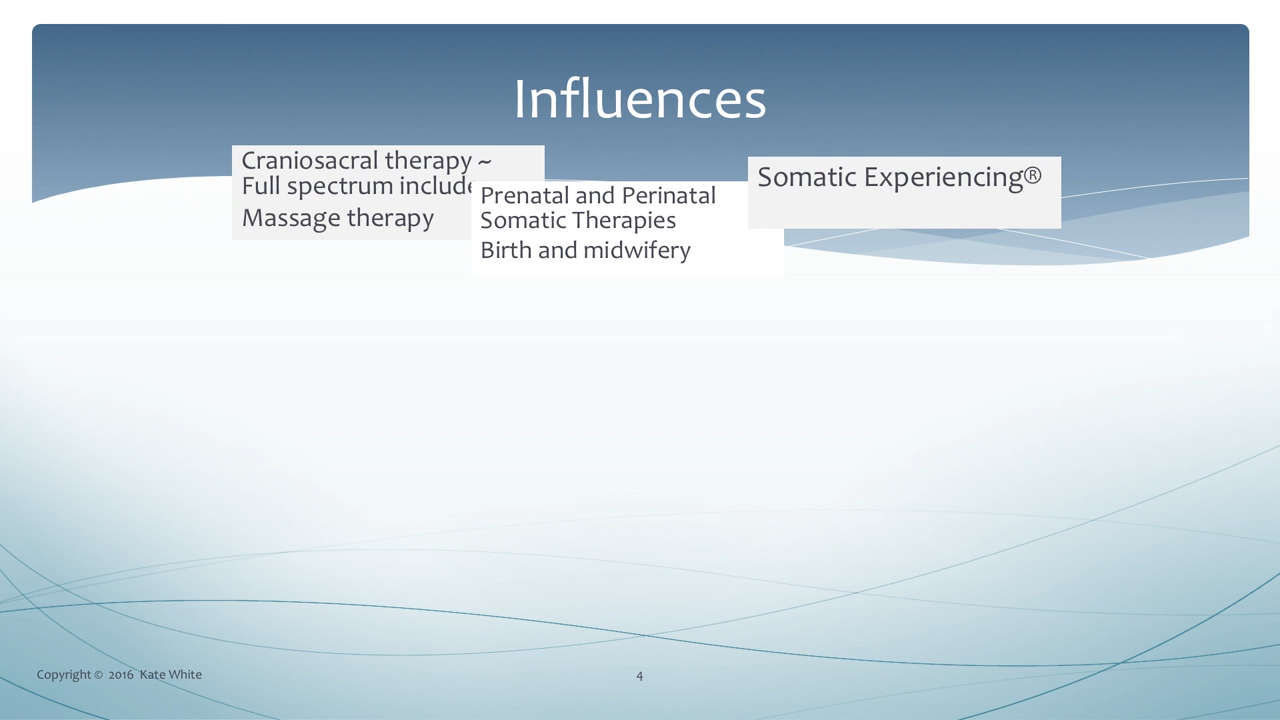 Influences
Craniosacral therapy ~
Full spectrum include
Massage therapy
Prenatal and Perinatal
Somatic Therapies
Birth and midwifery
Somatic Experiencing®
Copyright © 2016 Kate White
4